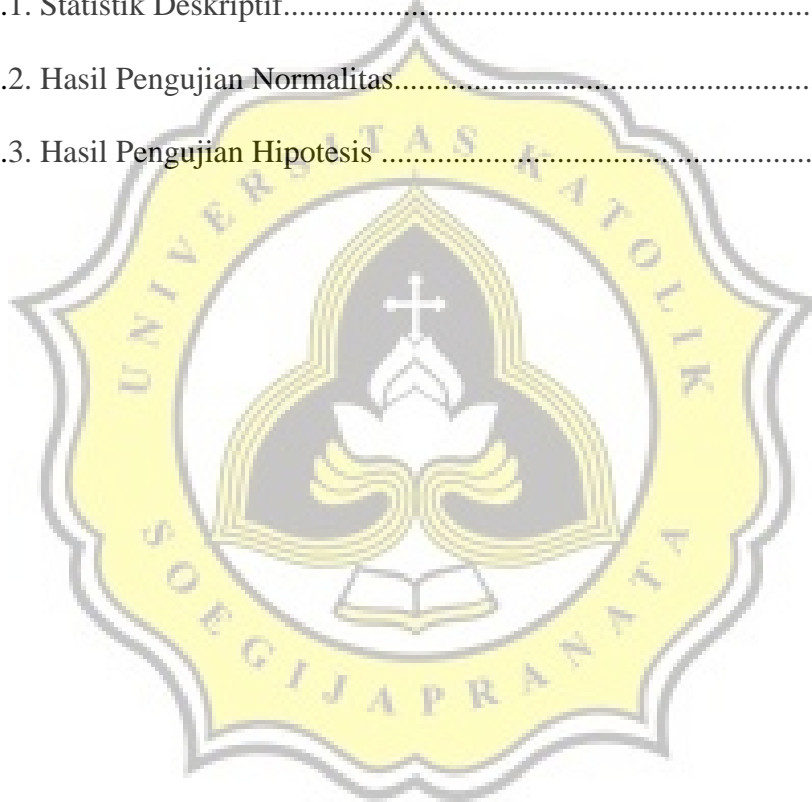 .1. Statistik Deskriptif..........................................................................
.2. Hasil Pengujian Normalitas...........................................................
.3. Hasil Pengujian Hipotesis .............................................................
UNIVERSITAS KATOLIK
SOEGIJAPRANATA